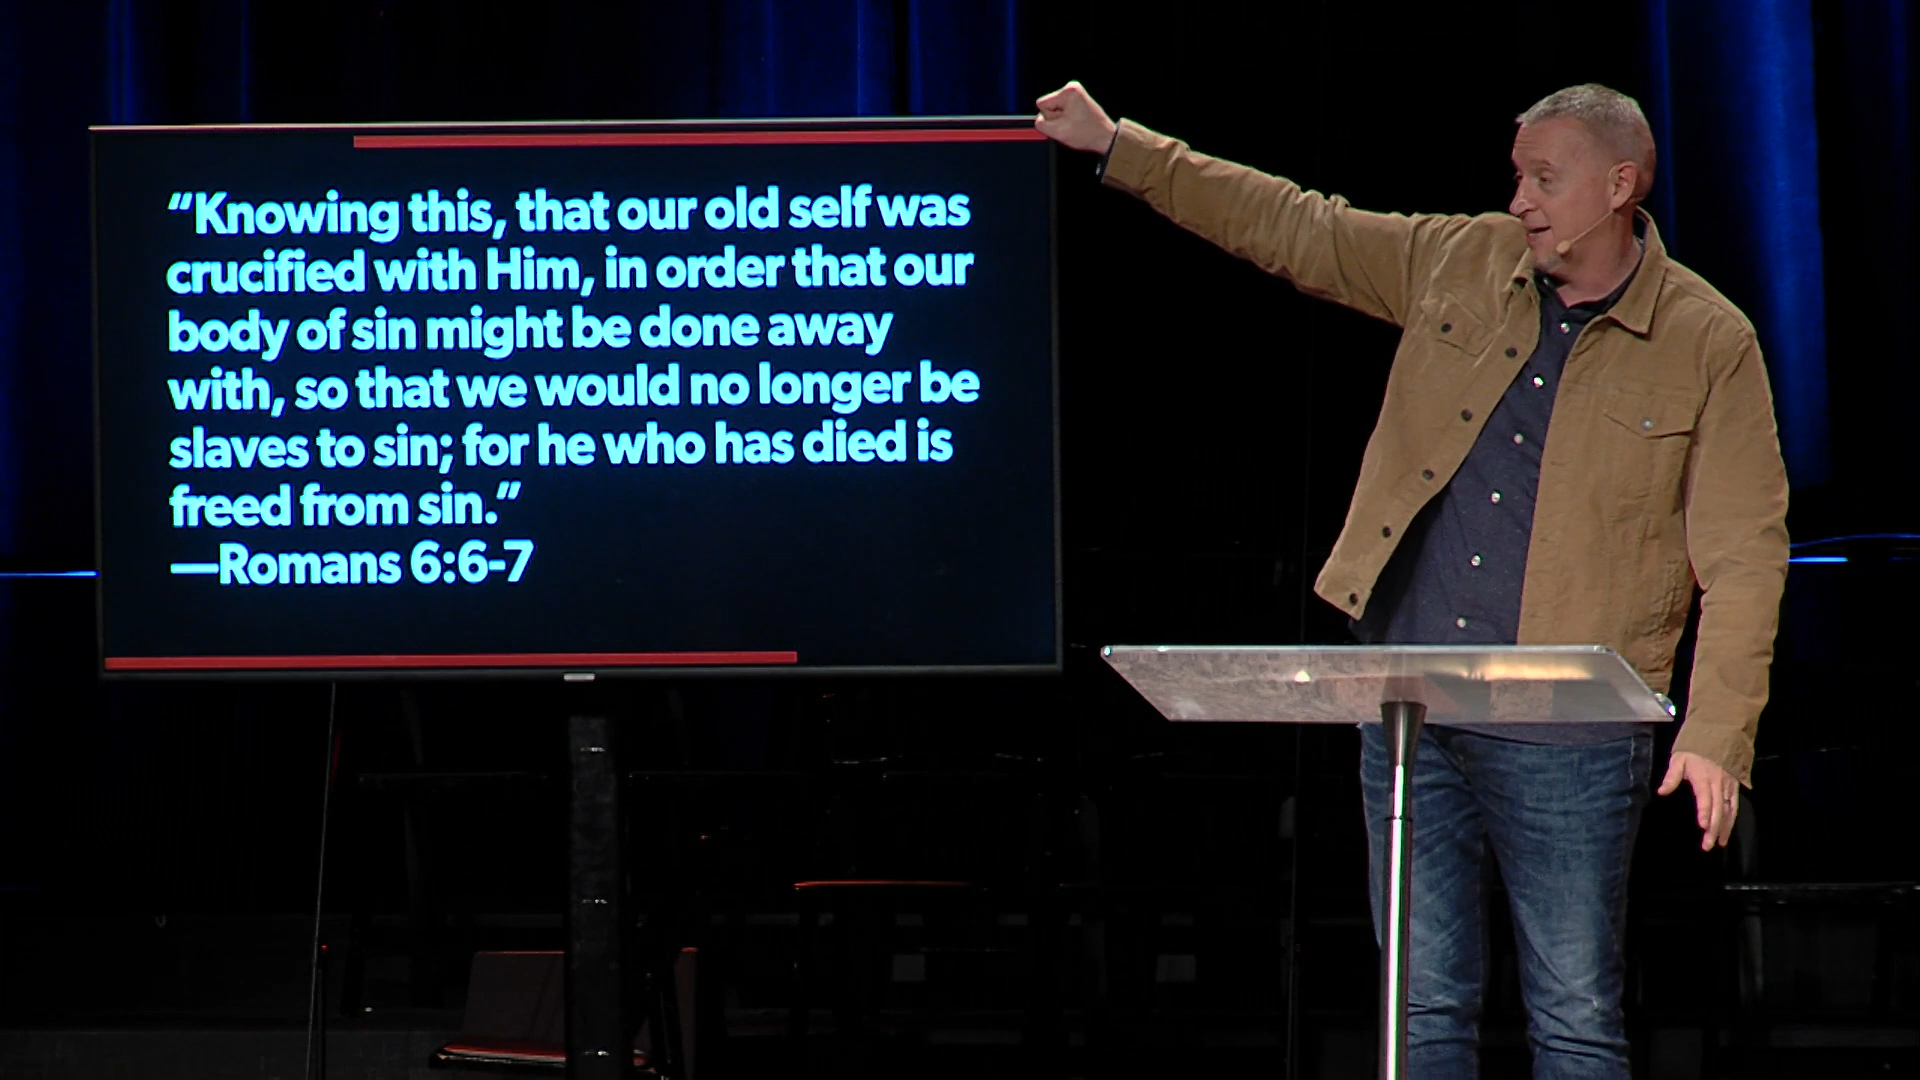 “Knowing this, that our old self was
crucified with Him, in order that our
body of sin might be done away
with, so that we would no longer be
slaves to sin; for he who has died is
freed from sin.”
—Romans 6:6-7